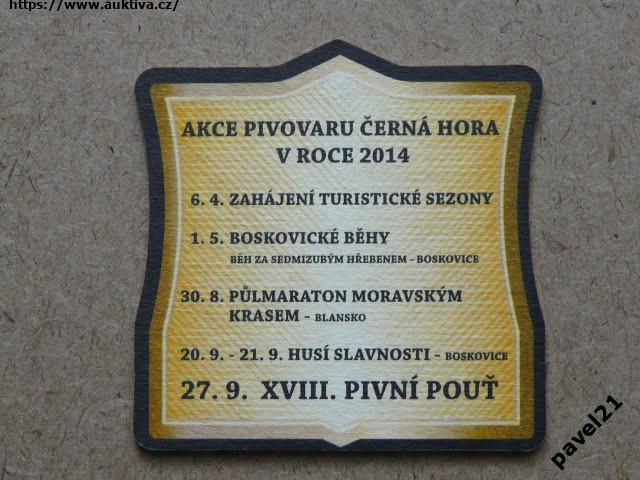 https://www.auktiva.cz/
AKCE PIVOVARU ČERNÁ HORA
V ROCE 2014
6. 4. ZAHÁJENÍ TURISTICKÉ SEZONY
1. 5. BOSKOVICKÉ BĚHY
BĚH ZA SEDMIZUBÝM HŘEBENEM - BOSKOVICE
30. 8. PŮLMARATON MORAVSKÝM
KRASEM - BLANSKO
20. 9. - 21. 9. HUSÍ SLAVNOSTI - BOSKOVICE
27. 9. XVIII. PIVNÍ POUŤ
pavel21